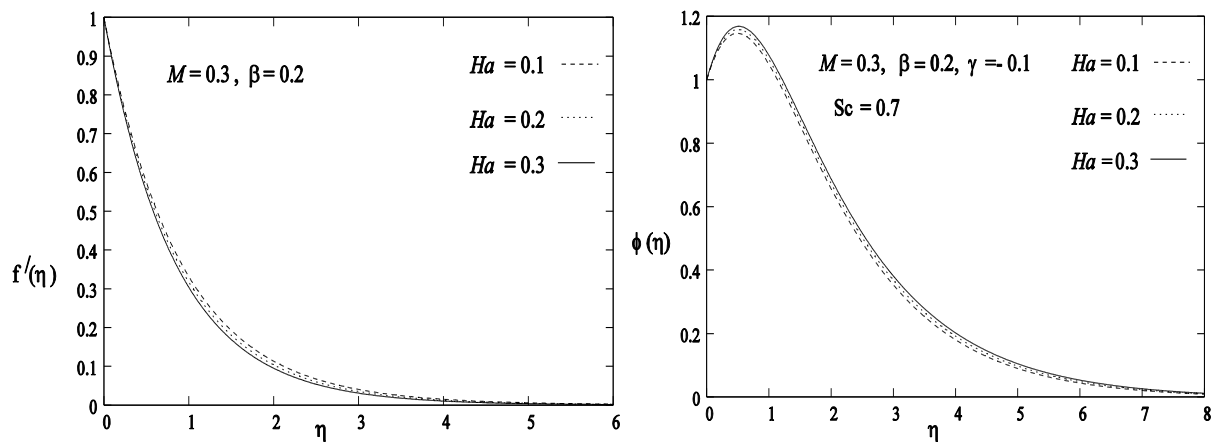 1
0.9
0.8
0.7
0.6
0.5
0.4
0.3
0.2
0.1
0
f ′(η)
M = 0.3 , β = 0.2
Ha = 0.1
Ha = 0.2
Ha = 0.3
0 1 2 3 4 5 6
η
1.2
1
0.8
0.6
0.4
0.2
0
ϕ (η)
M = 0.3, β = 0.2, γ = - 0.1
Sc = 0.7
Ha = 0.1
Ha = 0.2
Ha = 0.3
0 1 2 3 4 5 6 7 8
η